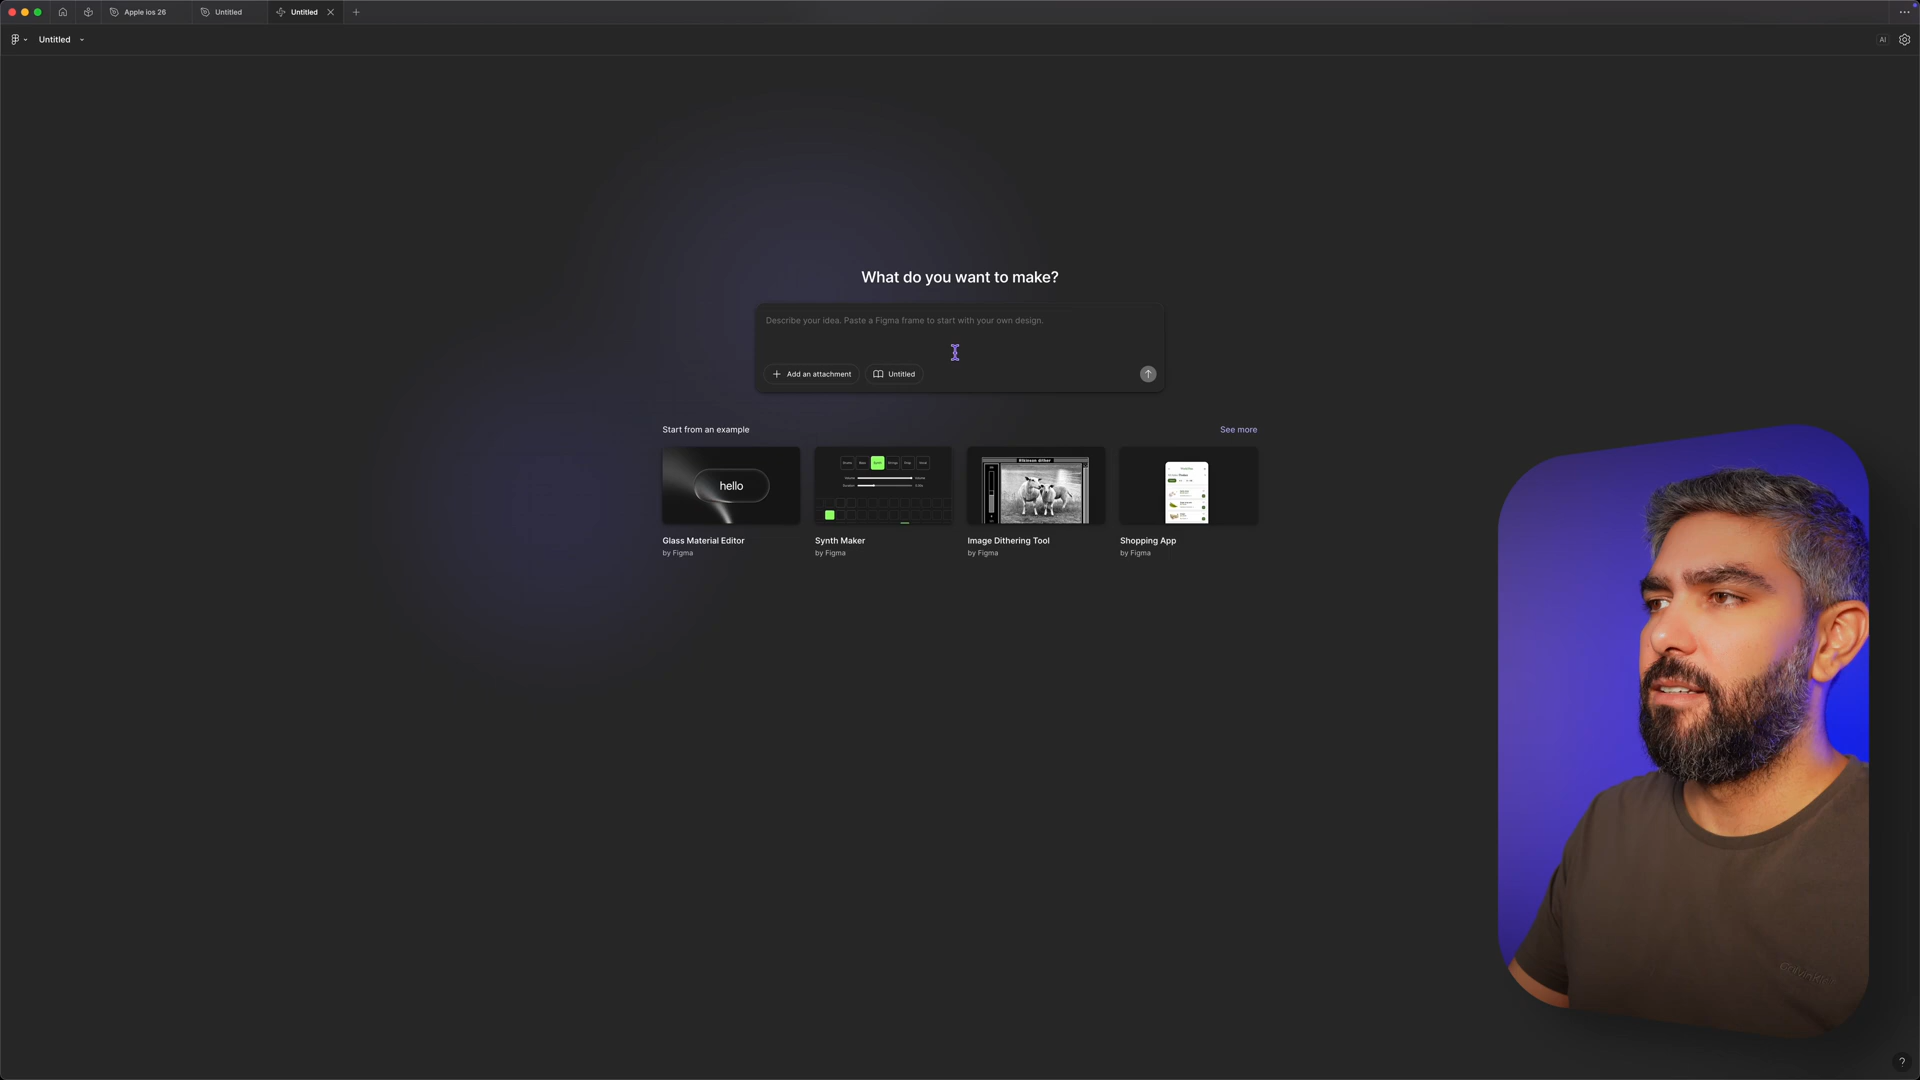 Apple ios 26
Untitled
Untitled
Untitled
AI
What do you want to make?
Describe your idea. Paste a Figma frame to start with your own design.
Add an attachment
Untitled
Start from an example
See more
hello
Glass Material Editor
by Figma
Synth Maker
by Figma
Image Dithering Tool
by Figma
Shopping App
by Figma
?